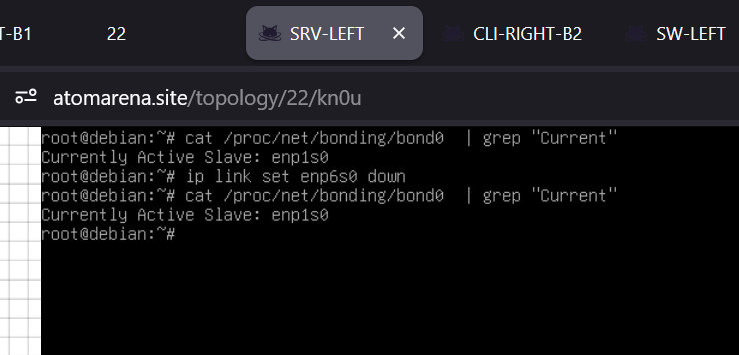 T-B1 22 SRV-LEFT CLI-RIGHT-B2 SW-LEFT
atomarena.site/topology/22/kn0u
root@debian:~# cat /proc/net/bonding/bond0  | grep "Current"
Currently Active Slave: enp1s0
root@debian:~# ip link set enp6s0 down
root@debian:~# cat /proc/net/bonding/bond0  | grep "Current"
Currently Active Slave: enp1s0
root@debian:~#